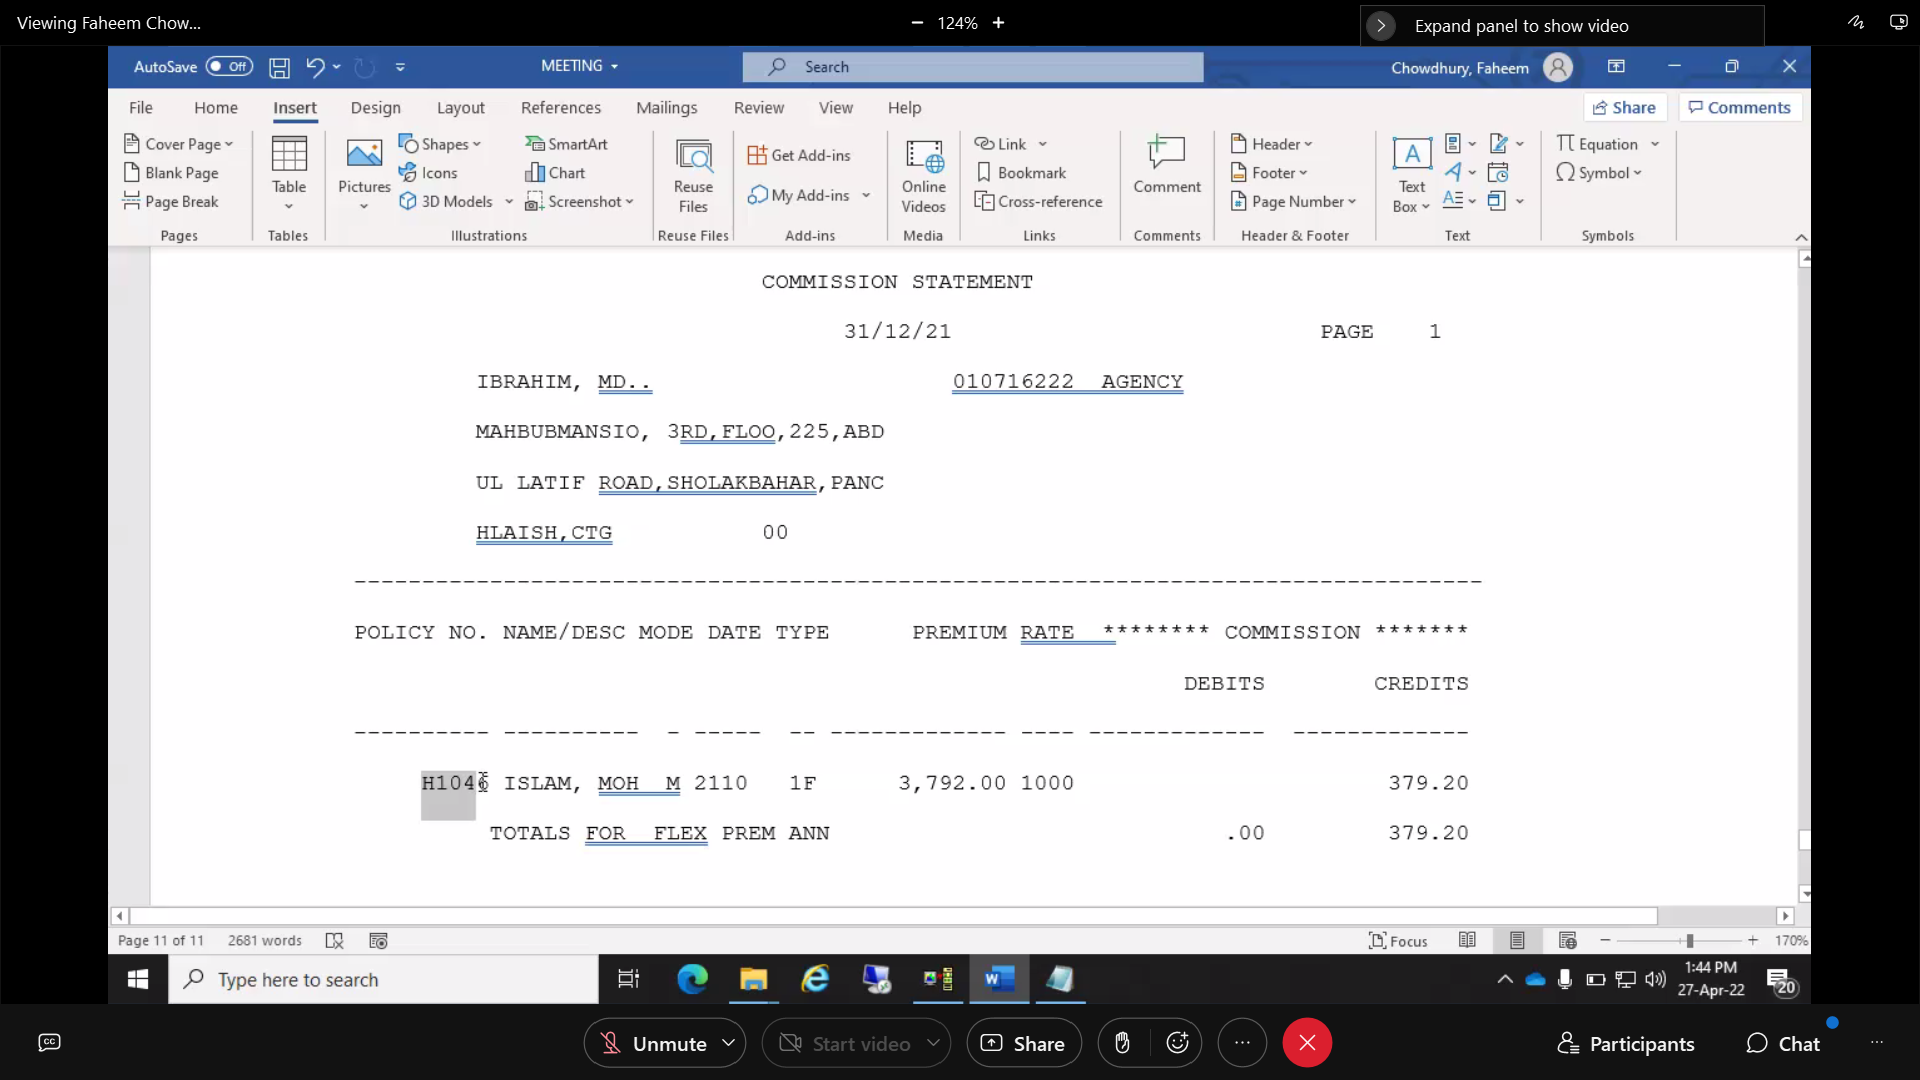 Viewing Faheem Chow...
124%
Expand panel to show video
AutoSave Off
MEETING
Search
Chowdhury, Faheem
File Home Insert Design Layout References Mailings Review View Help
Share Comments
Cover Page
Blank Page
Page Break
Pages
Table
Tables
Pictures
Shapes
Icons
3D Models
SmartArt
Chart
Screenshot
Illustrations
Reuse Files
Reuse Files
Get Add-ins
My Add-ins
Add-ins
Online Videos
Media
Link
Bookmark
Cross-reference
Links
Comment
Comments
Header
Footer
Page Number
Header & Footer
Text Box
Text
Equation
Symbol
Symbols
COMMISSION STATEMENT
31/12/21 PAGE 1
IBRAHIM, MD.. 010716222 AGENCY
MAHBUBMANSIO, 3RD,FLOO,225,ABD
UL LATIF ROAD,SHOLAKBAHAR,PANC
HLAISH,CTG 00
POLICY NO. NAME/DESC MODE DATE TYPE PREMIUM RATE ******** COMMISSION *******
DEBITS CREDITS
H1046 ISLAM, MOH M 2110 1F 3,792.00 1000 379.20
TOTALS FOR FLEX PREM ANN .00 379.20
Page 11 of 11 2681 words Focus 170%
Type here to search
1:44 PM
27-Apr-22
20
CC
Unmute Start video Share Participants Chat